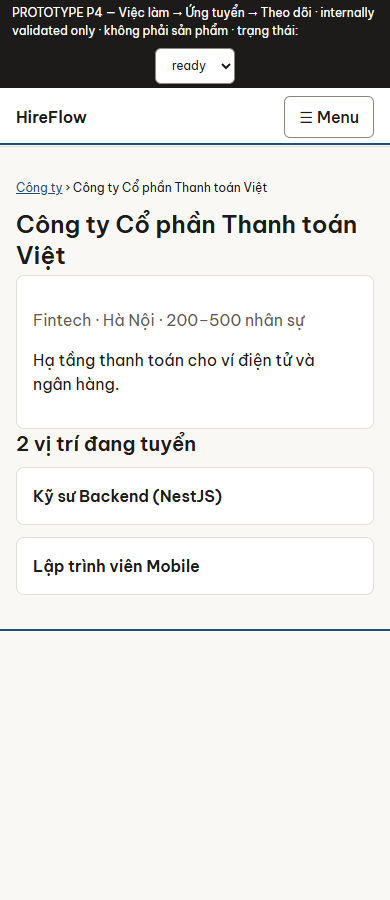 PROTOTYPE P4 — Việc làm → Ứng tuyển → Theo dõi · internally
validated only · không phải sản phẩm · trạng thái:
ready
HireFlow
☰ Menu
Công ty › Công ty Cổ phần Thanh toán Việt
Công ty Cổ phần Thanh toán
Việt
Fintech · Hà Nội · 200–500 nhân sự
Hạ tầng thanh toán cho ví điện tử và
ngân hàng.
2 vị trí đang tuyển
Kỹ sư Backend (NestJS)
Lập trình viên Mobile